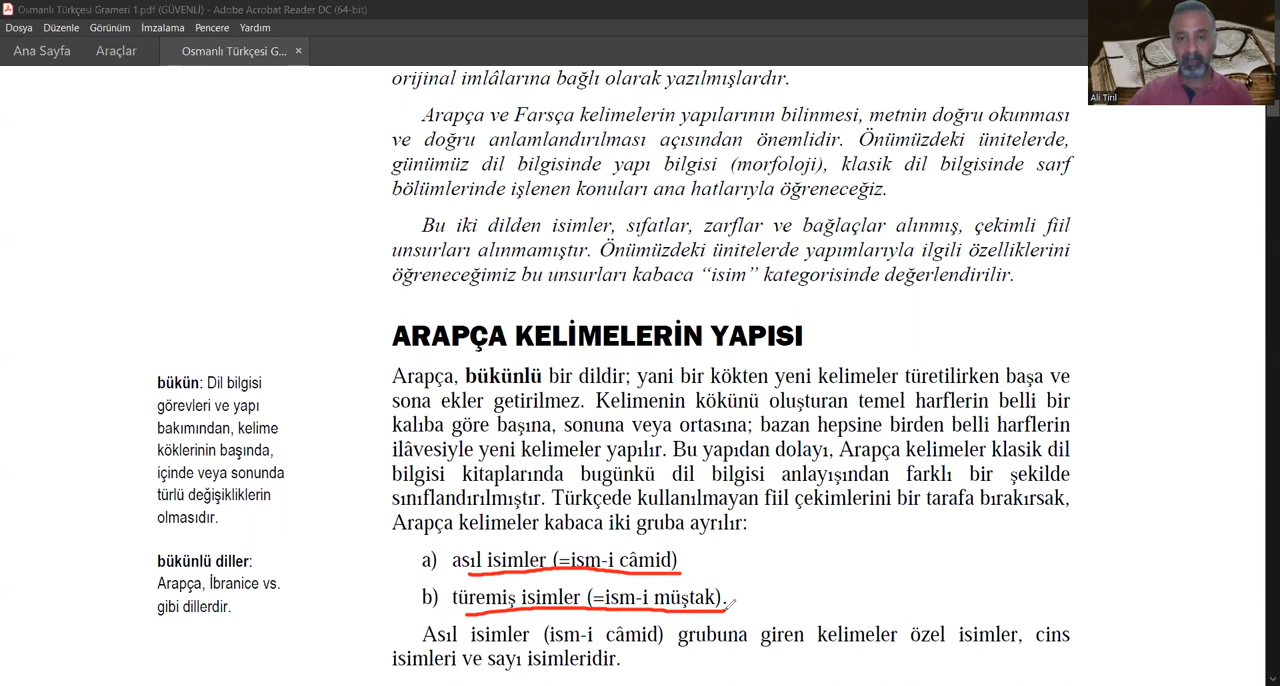 Osmanlı Türkçesi Grameri 1.pdf (GÜVENLİ) - Adobe Acrobat Reader DC (64-bit)
Dosya Düzenle Görünüm İmzalama Pencere Yardım
Ana Sayfa Araçlar Osmanlı Türkçesi G... ×
Ali Tiril
orijinal imlâlarına bağlı olarak yazılmışlardır.
Arapça ve Farsça kelimelerin yapılarının bilinmesi, metnin doğru okunması
ve doğru anlamlandırılması açısından önemlidir. Önümüzdeki ünitelerde,
günümüz dil bilgisinde yapı bilgisi (morfoloji), klasik dil bilgisinde sarf
bölümlerinde işlenen konuları ana hatlarıyla öğreneceğiz.
Bu iki dilden isimler, sıfatlar, zarflar ve bağlaçlar alınmış, çekimli fiil
unsurları alınmamıştır. Önümüzdeki ünitelerde yapımlarıyla ilgili özelliklerini
öğreneceğimiz bu unsurları kabaca “isim” kategorisinde değerlendirilir.
ARAPÇA KELİMELERİN YAPISI
Arapça, bükünlü bir dildir; yani bir kökten yeni kelimeler türetilirken başa ve
sona ekler getirilmez. Kelimenin kökünü oluşturan temel harflerin belli bir
kalıba göre başına, sonuna veya ortasına; bazan hepsine birden belli harflerin
ilâvesiyle yeni kelimeler yapılır. Bu yapıdan dolayı, Arapça kelimeler klasik dil
bilgisi kitaplarında bugünkü dil bilgisi anlayışından farklı bir şekilde
sınıflandırılmıştır. Türkçede kullanılmayan fiil çekimlerini bir tarafa bırakırsak,
Arapça kelimeler kabaca iki gruba ayrılır:
a) asıl isimler (=ism-i câmid)
b) türemiş isimler (=ism-i müştak).
Asıl isimler (ism-i câmid) grubuna giren kelimeler özel isimler, cins
isimleri ve sayı isimleridir.
bükün: Dil bilgisi
görevleri ve yapı
bakımından, kelime
köklerinin başında,
içinde veya sonunda
türlü değişikliklerin
olmasıdır.
bükünlü diller:
Arapça, İbranice vs.
gibi dillerdir.